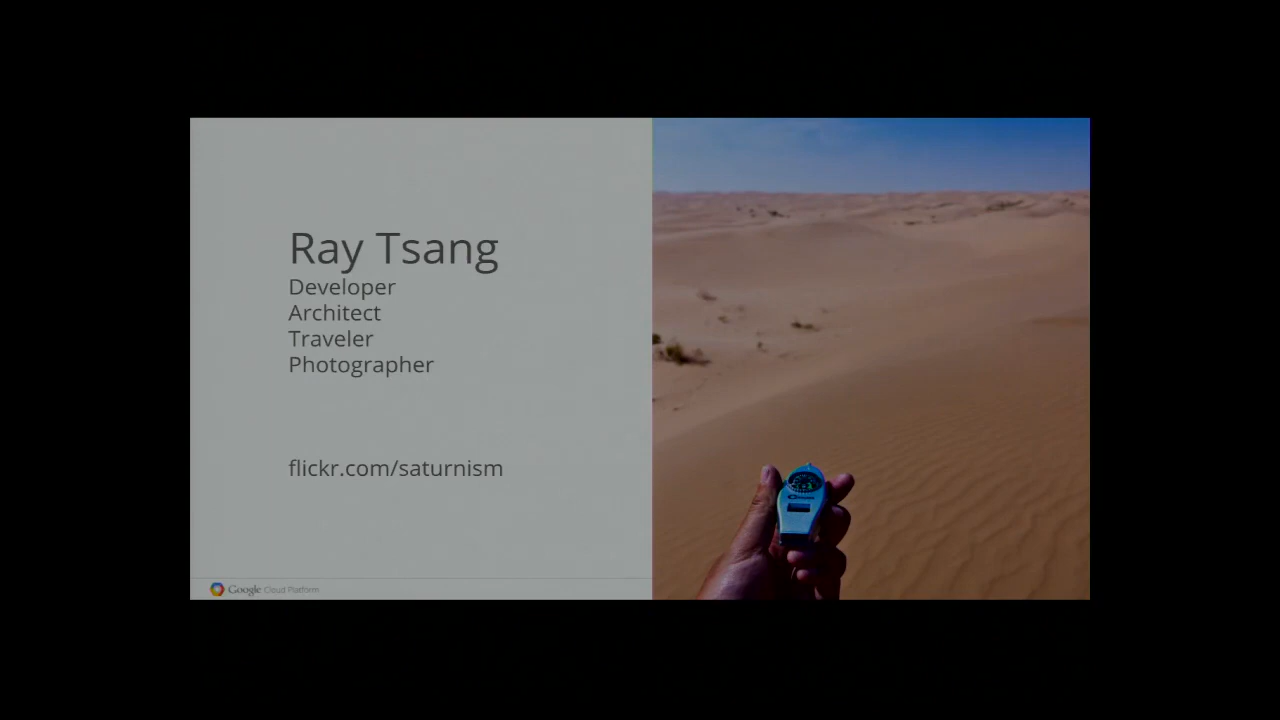 Ray Tsang
Developer
Architect
Traveler
Photographer
flickr.com/saturnism
Google Cloud Platform